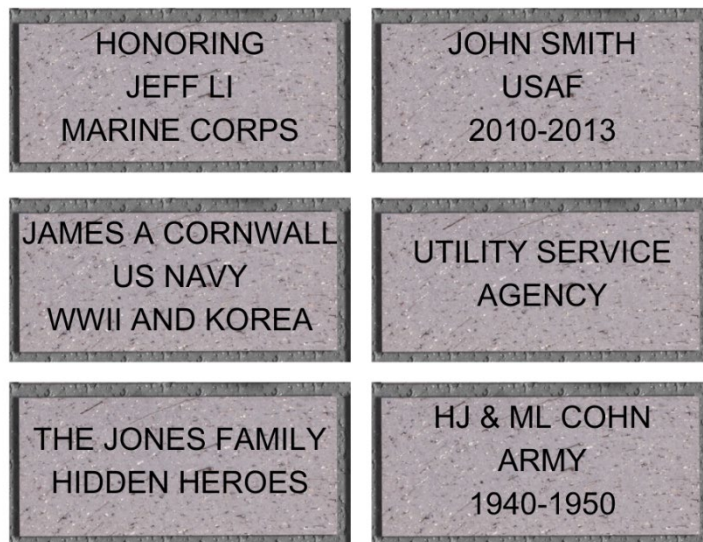 HONORING
JEFF LI
MARINE CORPS
JOHN SMITH
USAF
2010-2013
JAMES A CORNWALL
US NAVY
WWII AND KOREA
UTILITY SERVICE
AGENCY
THE JONES FAMILY
HIDDEN HEROES
HJ & ML COHN
ARMY
1940-1950